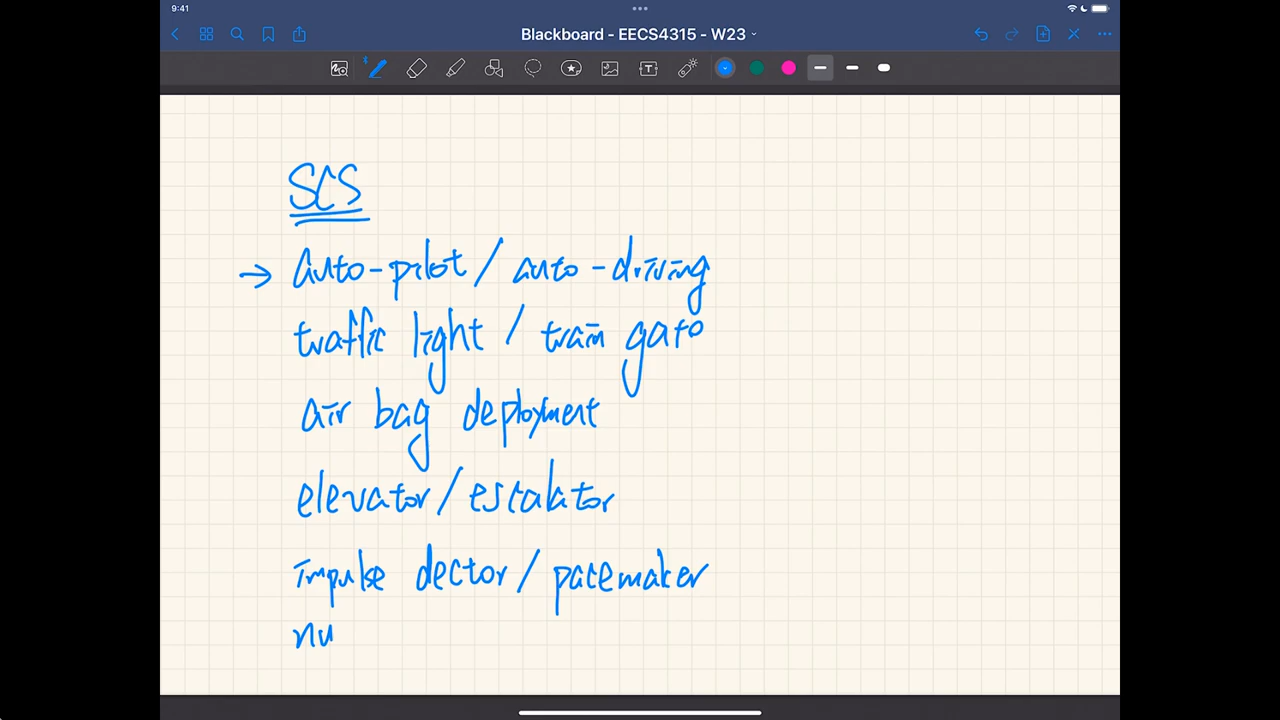 9:41
Blackboard - EECS4315 - W23
SCS
→ auto-pilot / auto-driving
traffic light / train gate
air bag deployment
elevator / escalator
impulse dector / pacemaker
nu